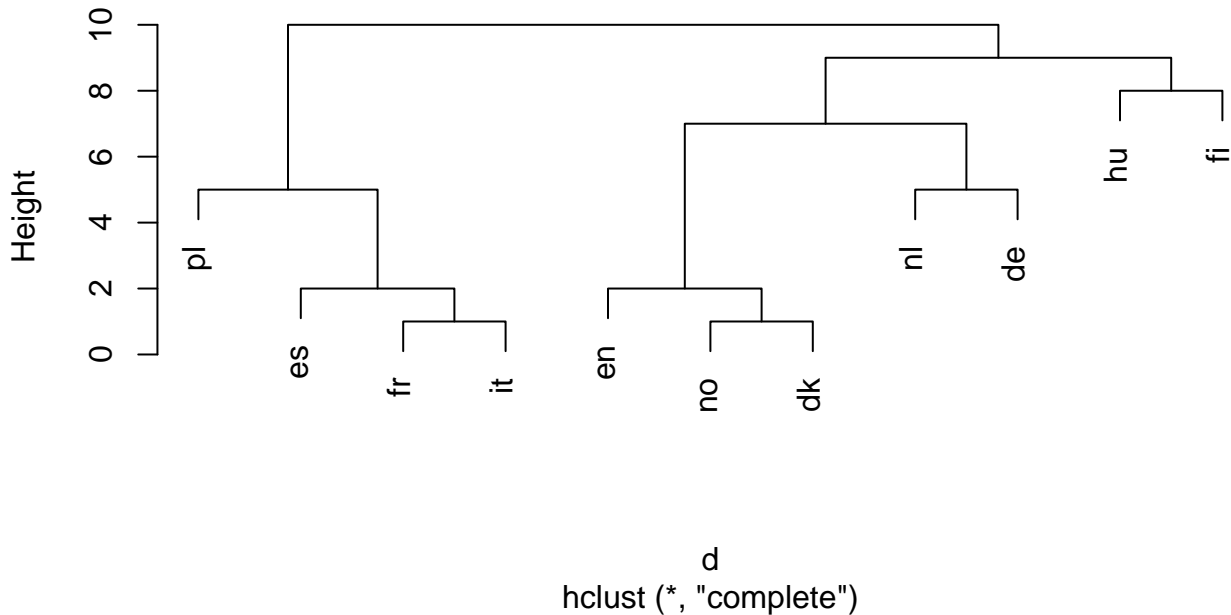 Height
10
8
6
4
2
0
pl
es
fr
it
en
no
dk
nl
de
hu
fi
d
hclust (*, "complete")